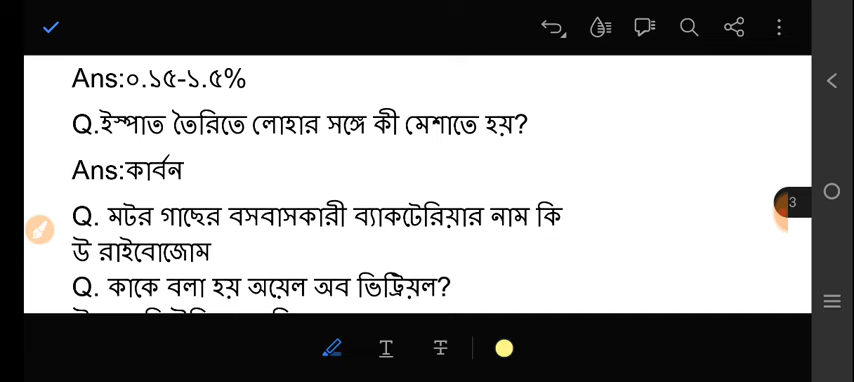 Ans:০.১৫-১.৫%
Q.ইস্পাত তৈরিতে লোহার সঙ্গে কী মেশাতে হয়?
Ans:কার্বন
Q. মটর গাছের বসবাসকারী ব্যাকটেরিয়ার নাম কি
3
উ রাইবোজোম
Q. কাকে বলা হয় অয়েল অব ভিট্রিয়ল?